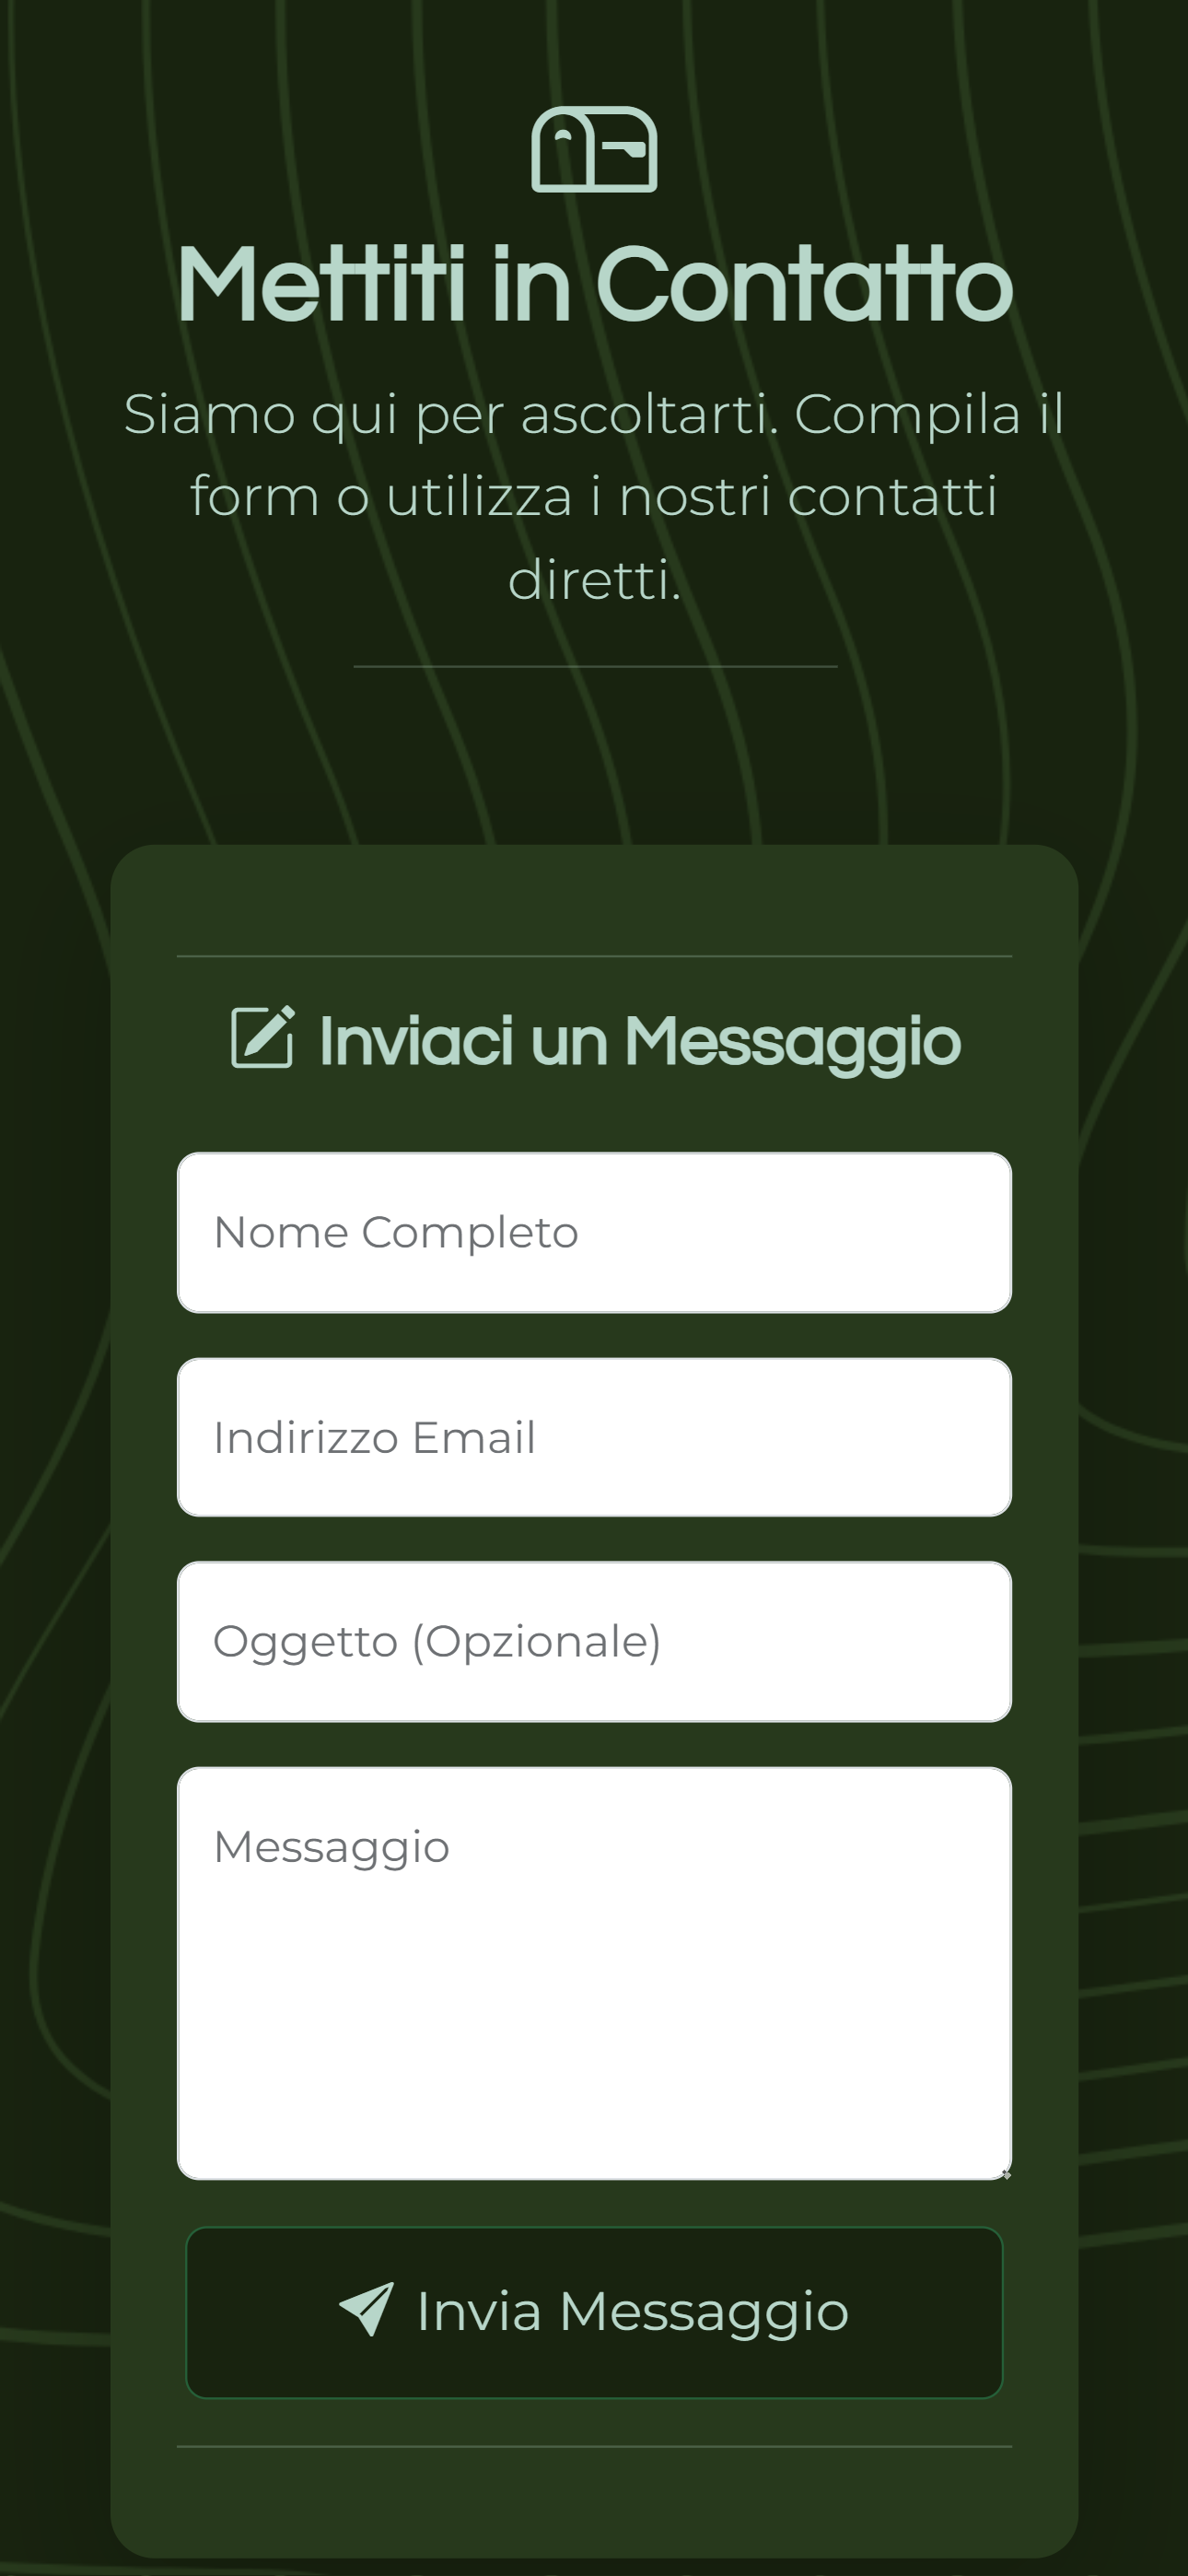 Mettiti in Contatto
Siamo qui per ascoltarti. Compila il
form o utilizza i nostri contatti
diretti.
Inviaci un Messaggio
Nome Completo
Indirizzo Email
Oggetto (Opzionale)
Messaggio
Invia Messaggio